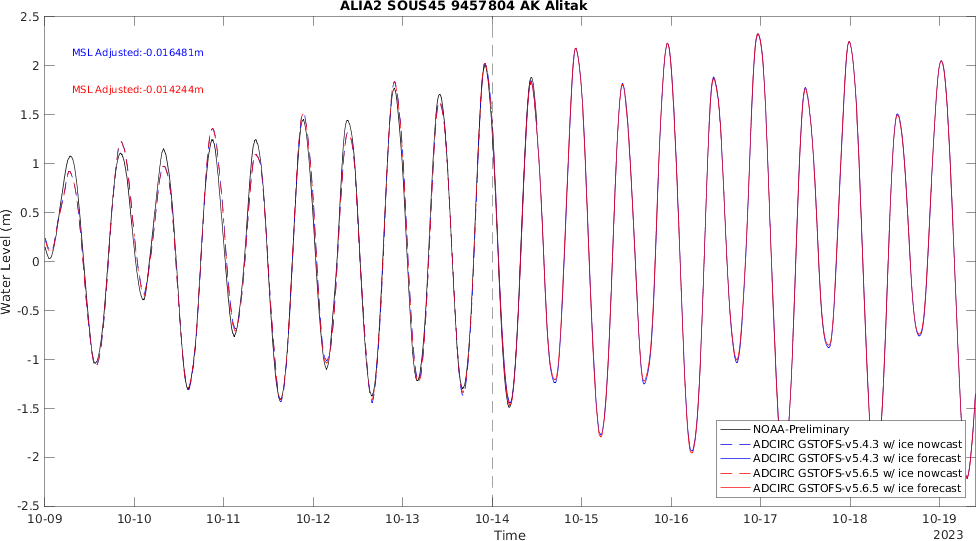 ALIA2 SOUS45 9457804 AK Alitak
MSL Adjusted:-0.016481m
MSL Adjusted:-0.014244m
Water Level (m)
2.5
2
1.5
1
0.5
0
-0.5
-1
-1.5
-2
-2.5
NOAA-Preliminary
ADCIRC GSTOFS-v5.4.3 w/ ice nowcast
ADCIRC GSTOFS-v5.4.3 w/ ice forecast
ADCIRC GSTOFS-v5.6.5 w/ ice nowcast
ADCIRC GSTOFS-v5.6.5 w/ ice forecast
10-09 10-10 10-11 10-12 10-13 10-14 10-15 10-16 10-17 10-18 10-19
Time
2023